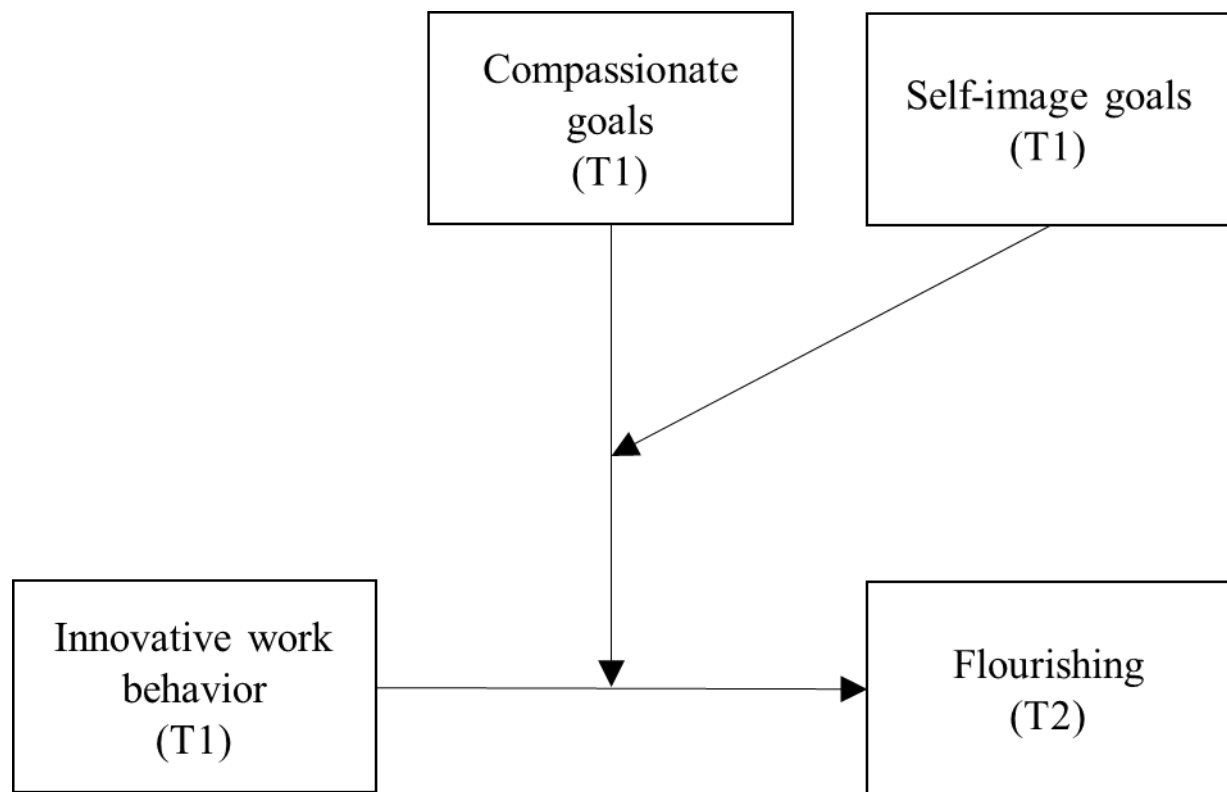 Compassionate
goals
(T1)
Self-image goals
(T1)
Innovative work
behavior
(T1)
Flourishing
(T2)